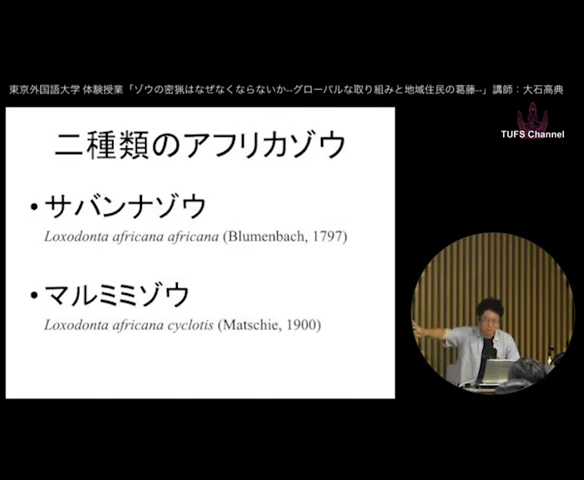 東京外国語大学 体験授業「ゾウの密猟はなぜなくならないか--グローバルな取り組みと地域住民の葛藤--」講師：大石高典
TUFS Channel
二種類のアフリカゾウ
• サバンナゾウ
Loxodonta africana africana (Blumenbach, 1797)
• マルミミゾウ
Loxodonta africana cyclotis (Matschie, 1900)